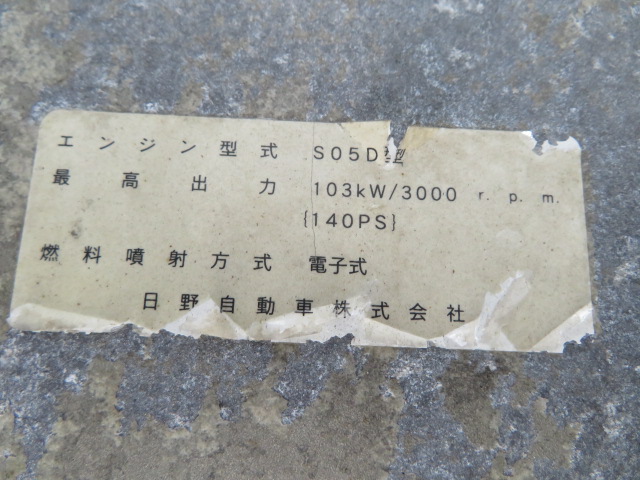 エンジン型式 S05D型
最高出力 103kW/3000 r.p.m.
{140PS}
燃料噴射方式 電子式
日野自動車株式会社